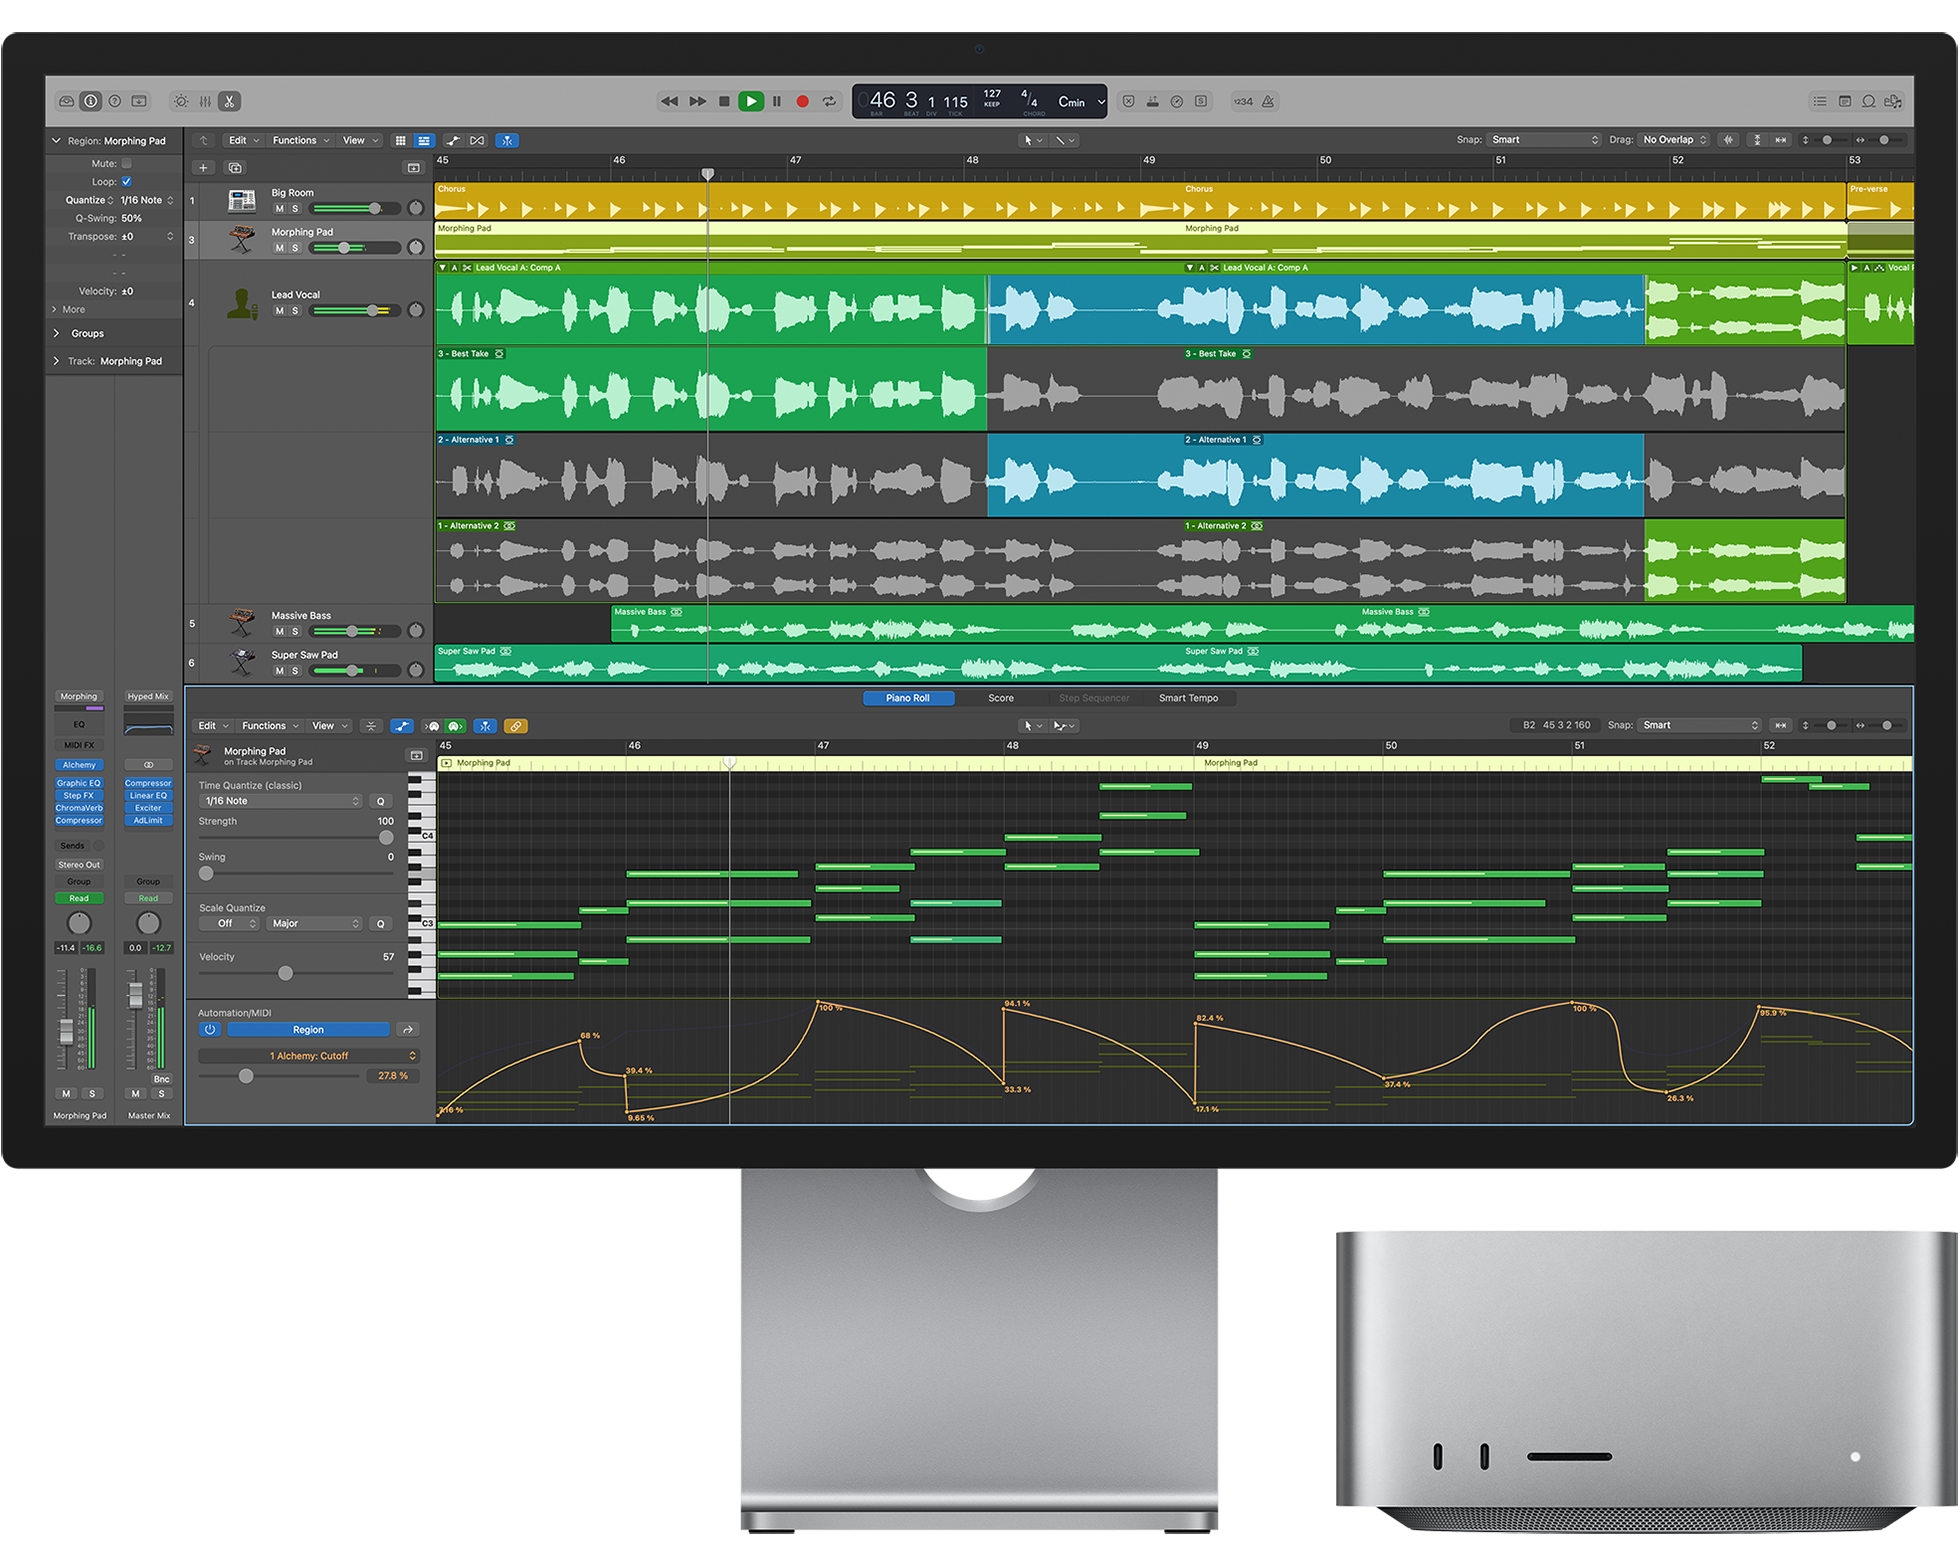 046 3 1 115 127 4/4 Cmin
BAR BEAT DIV TICK KEEP CHORD
1234
Region: Morphing Pad
Mute:
Loop:
Quantize 1/16 Note
Q-Swing: 50%
Transpose: ±0
Velocity: ±0
More
Groups
Track: Morphing Pad
Edit Functions View
Snap: Smart Drag: No Overlap
45 46 47 48 49 50 51 52 53
1 Big Room
M S
Chorus Chorus Pre-verse
3 Morphing Pad
M S
Morphing Pad Morphing Pad
4 Lead Vocal
M S
A Lead Vocal A: Comp A A Lead Vocal A: Comp A A Vocal
3 - Best Take 3 - Best Take
2 - Alternative 1 2 - Alternative 1
1 - Alternative 2 1 - Alternative 2
5 Massive Bass
M S
Massive Bass Massive Bass
6 Super Saw Pad
M S
Super Saw Pad Super Saw Pad
Piano Roll Score Step Sequencer Smart Tempo
Edit Functions View
B2 45 3 2 160 Snap: Smart
Morphing Pad
on Track Morphing Pad
45 46 47 48 49 50 51 52
Morphing Pad Morphing Pad
Time Quantize (classic)
1/16 Note Q
Strength 100
Swing 0
Scale Quantize
Off Major Q
Velocity 57
C4
C3
Automation/MIDI
Region
1 Alchemy: Cutoff
27.8 %
7.16 % 68 % 39.4 % 9.65 % 100 % 94.1 % 33.3 % 82.4 % 17.1 % 37.4 % 100 % 26.3 % 95.9 %
Morphing Hyped Mix
EQ
MIDI FX
Alchemy
Graphic EQ Compressor
Step FX Linear EQ
ChromaVerb Exciter
Compressor AdLimit
Sends
Stereo Out
Group Group
Read Read
-11.4 -16.6 0.0 -12.7
Bnc
M S M S
Morphing Pad Master Mix